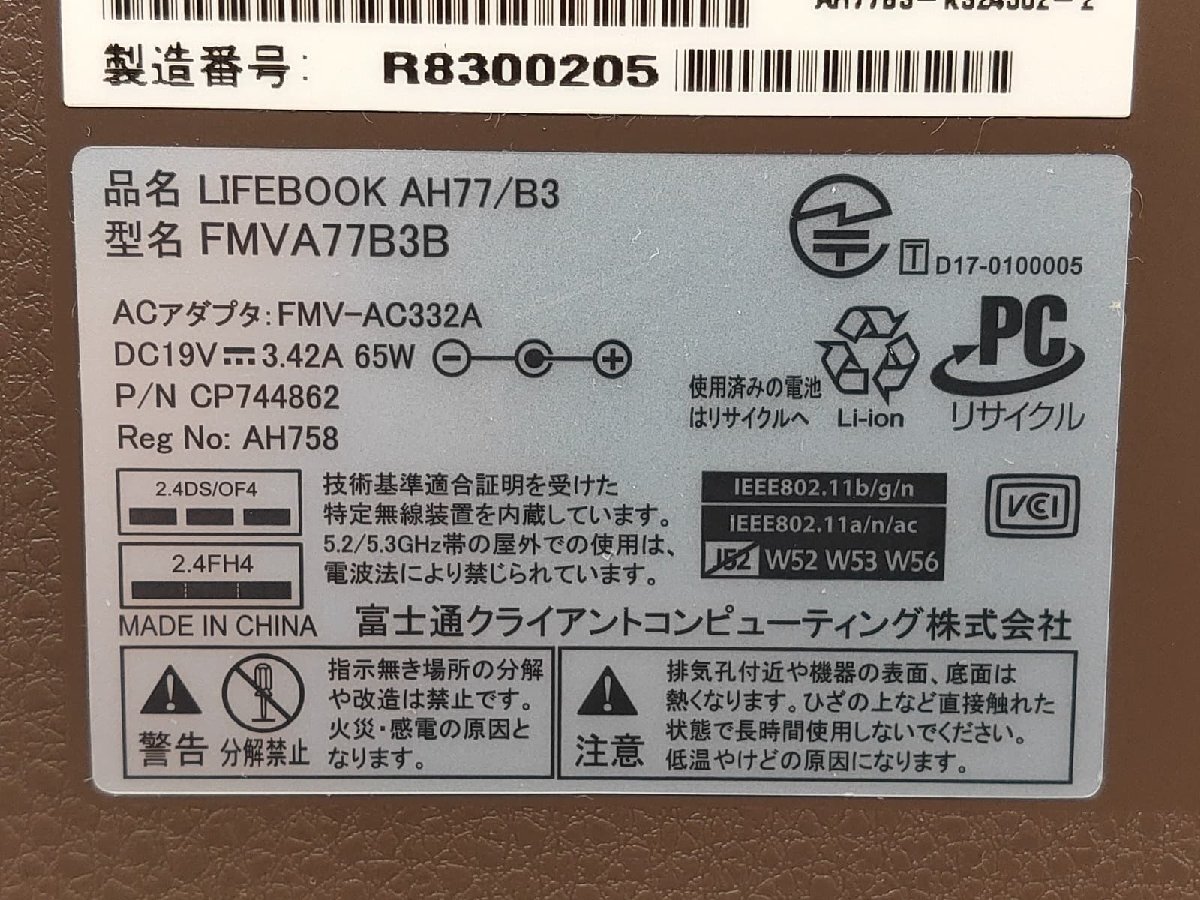 製造番号: R8300205
品名 LIFEBOOK AH77/B3
型名 FMVA77B3B
T D17-0100005
ACアダプタ:FMV-AC332A
DC19V 3.42A 65W
P/N CP744862
Reg No: AH758
使用済みの電池
はリサイクルへ
Li-ion
PC
リサイクル
2.4DS/OF4
2.4FH4
技術基準適合証明を受けた
特定無線装置を内蔵しています。
5.2/5.3GHz帯の屋外での使用は、
電波法により禁じられています。
IEEE802.11b/g/n
IEEE802.11a/n/ac
J52 W52 W53 W56
VCI
MADE IN CHINA
富士通クライアントコンピューティング株式会社
警告
分解禁止
指示無き場所の分解
や改造は禁止です。
火災・感電の原因と
なります。
注意
排気孔付近や機器の表面、底面は
熱くなります。ひざの上など直接触れた
状態で長時間使用しないでください。
低温やけどの原因になります。